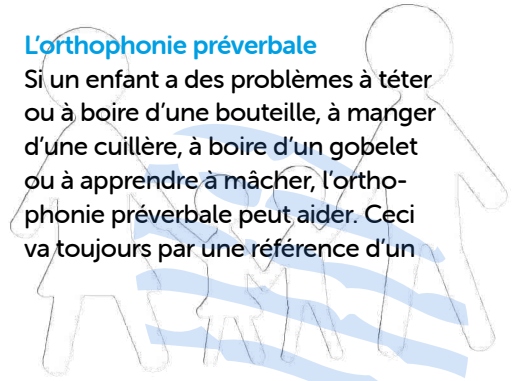 L'orthophonie préverbale
Si un enfant a des problèmes à téter
ou à boire d'une bouteille, à manger
d'une cuillère, à boire d'un gobelet
ou à apprendre à mâcher, l'ortho-
phonie préverbale peut aider. Ceci
va toujours par une référence d'un